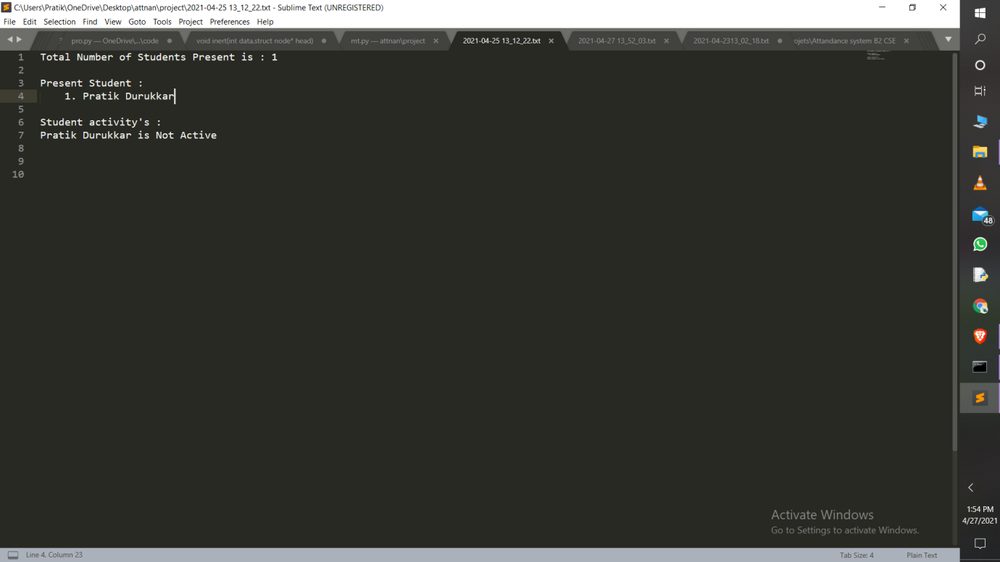 C:\Users\Pratik\OneDrive\Desktop\attnan\project\2021-04-25 13_12_22.txt - Sublime Text (UNREGISTERED)
File Edit Selection Find View Goto Tools Project Preferences Help
pro.py — OneDrive\...\code void inert(int data,struct node* head) mt.py — attnan\project 2021-04-25 13_12_22.txt 2021-04-27 13_52_03.txt 2021-04-2313_02_18.txt ojets\Attandance system B2 CSE
1 Total Number of Students Present is : 1
2
3 Present Student :
4 1. Pratik Durukkar
5
6 Student activity's :
7 Pratik Durukkar is Not Active
8
9
10
48
Activate Windows
Go to Settings to activate Windows.
1:54 PM
4/27/2021
Line 4, Column 23 Tab Size: 4 Plain Text